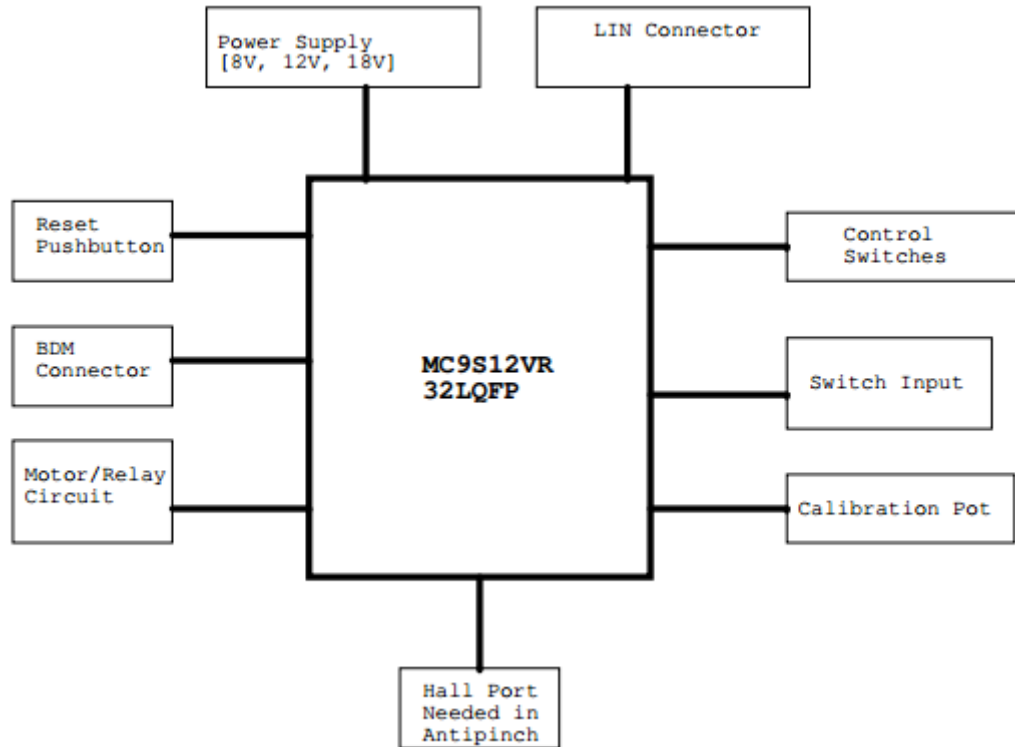 Power Supply
[8V, 12V, 18V]
LIN Connector
Reset
Pushbutton
Control
Switches
BDM
Connector
MC9S12VR
32LQFP
Switch Input
Motor/Relay
Circuit
Calibration Pot
Hall Port
Needed in
Antipinch